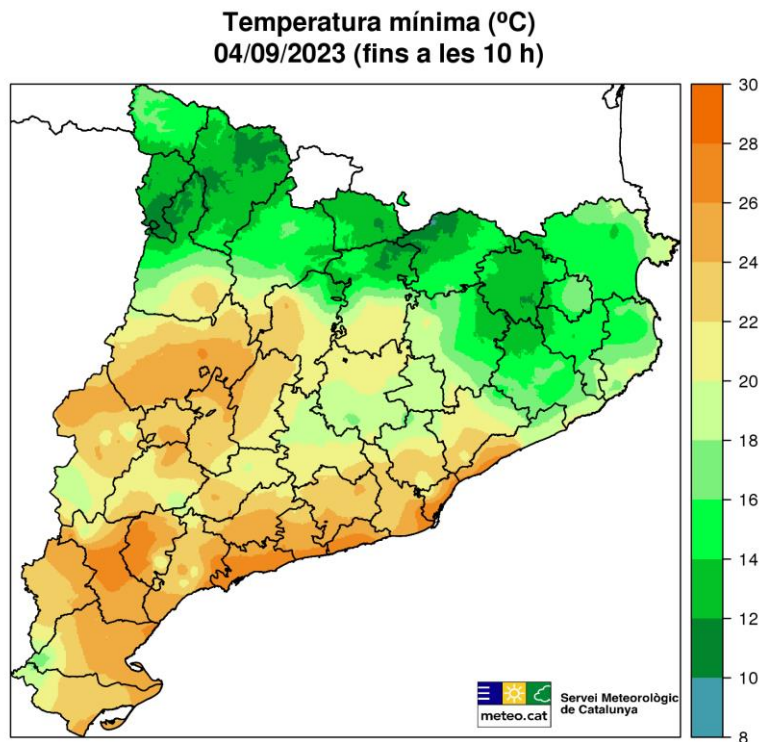 Temperatura mínima (ºC)
04/09/2023 (fins a les 10 h)
30
28
26
24
22
20
18
16
14
12
10
8
meteo.cat
Servei Meteorològic
de Catalunya